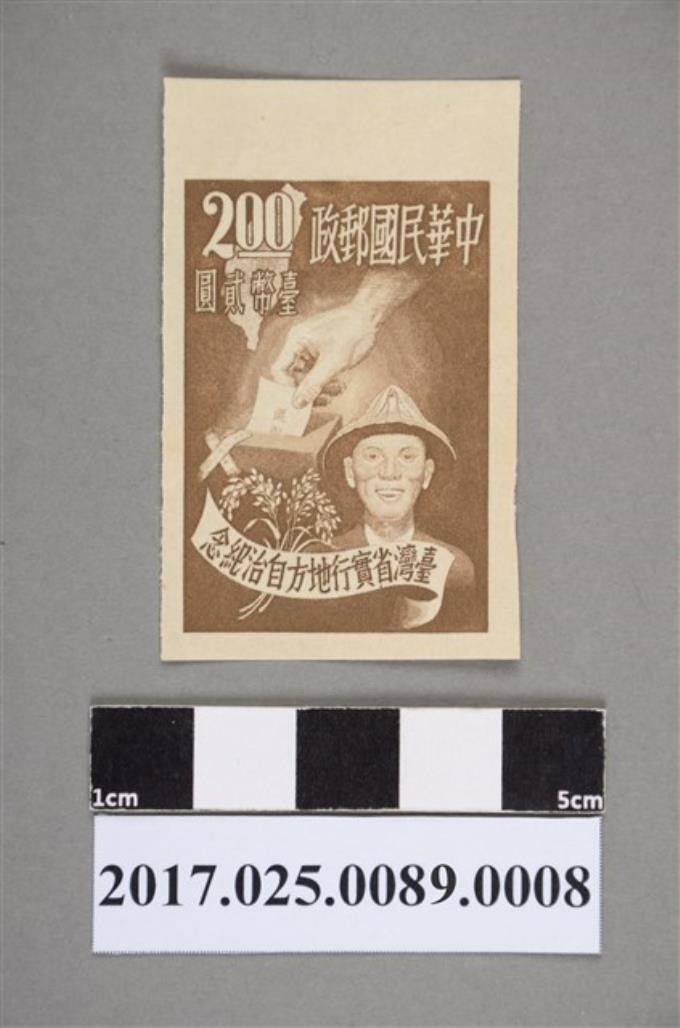 中華民國郵政
2.00
臺幣貳圓
臺灣省實行地方自治紀念
1cm
5cm
2017.025.0089.0008